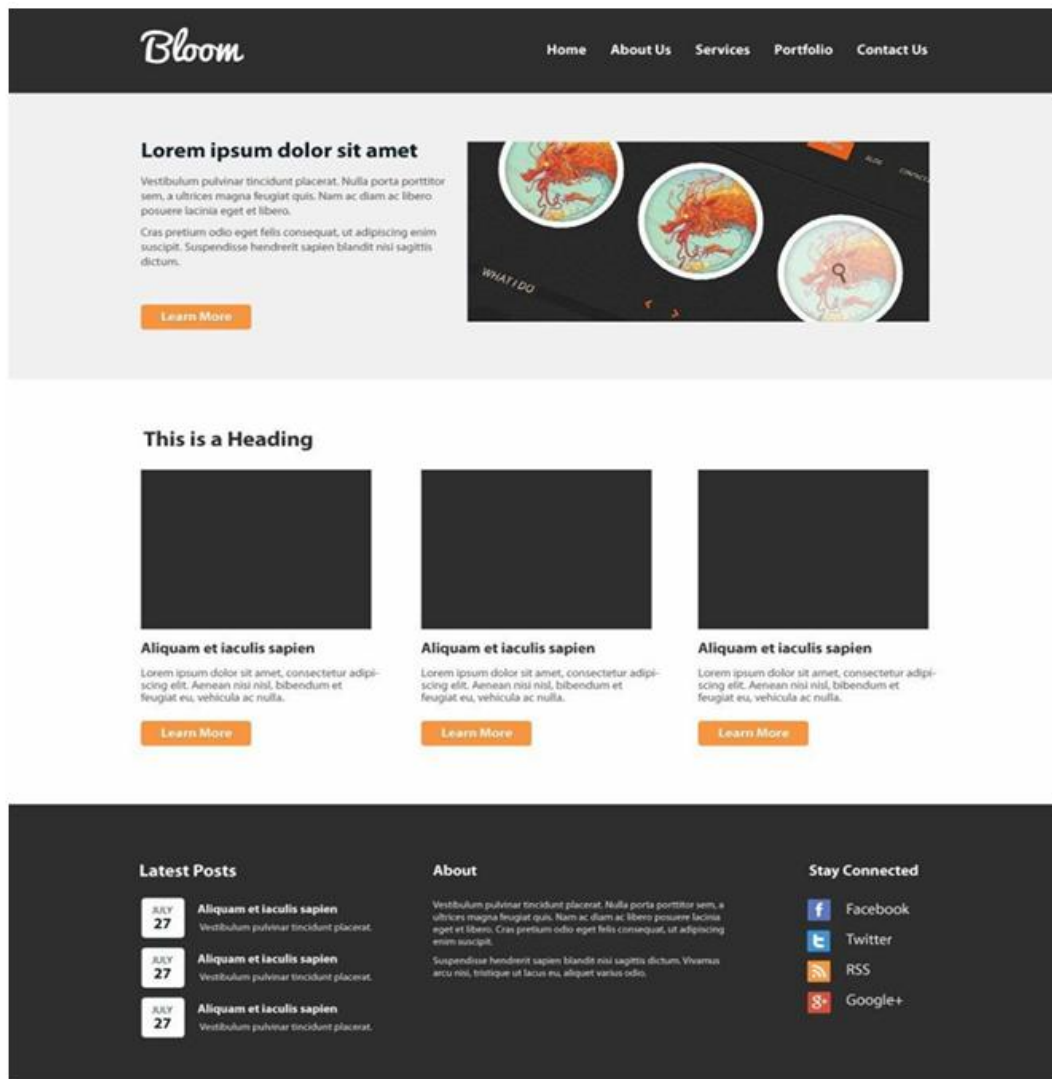 Bloom
Home About Us Services Portfolio Contact Us
Lorem ipsum dolor sit amet
Vestibulum pulvinar tincidunt placerat. Nulla porta porttitor
sem, a ultrices magna feugiat quis. Nam ac diam ac libero
posuere lacinia eget et libero.
Cras pretium odio eget felis consequat, ut adipiscing enim
suscipit. Suspendisse hendrerit sapien blandit nisi sagittis
dictum.
Learn More
BLOG
CONTACT
WHAT I DO
This is a Heading
Aliquam et iaculis sapien
Lorem ipsum dolor sit amet, consectetur adipi-
scing elit. Aenean nisi nisl, bibendum et
feugiat eu, vehicula ac nulla.
Learn More
Aliquam et iaculis sapien
Lorem ipsum dolor sit amet, consectetur adipi-
scing elit. Aenean nisi nisl, bibendum et
feugiat eu, vehicula ac nulla.
Learn More
Aliquam et iaculis sapien
Lorem ipsum dolor sit amet, consectetur adipi-
scing elit. Aenean nisi nisl, bibendum et
feugiat eu, vehicula ac nulla.
Learn More
Latest Posts
JULY
27
Aliquam et iaculis sapien
Vestibulum pulvinar tincidunt placerat.
JULY
27
Aliquam et iaculis sapien
Vestibulum pulvinar tincidunt placerat.
JULY
27
Aliquam et iaculis sapien
Vestibulum pulvinar tincidunt placerat.
About
Vestibulum pulvinar tincidunt placerat. Nulla porta porttitor sem, a
ultrices magna feugiat quis. Nam ac diam ac libero posuere lacinia
eget et libero. Cras pretium odio eget felis consequat, ut adipiscing
enim suscipit.
Suspendisse hendrerit sapien blandit nisi sagittis dictum. Vivamus
arcu nisi, tristique ut lacus eu, aliquet varius odio.
Stay Connected
f Facebook
t Twitter
RSS
g+ Google+